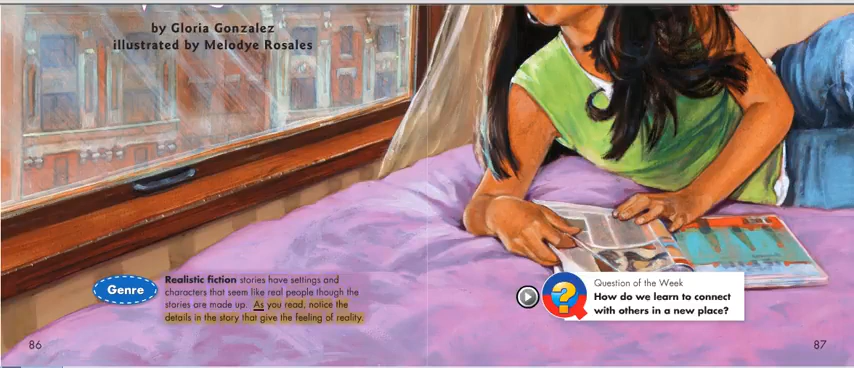 by Gloria Gonzalez
illustrated by Melodye Rosales
Genre
Realistic fiction stories have settings and
characters that seem like real people though the
stories are made up. As you read, notice the
details in the story that give the feeling of reality.
Question of the Week
How do we learn to connect
with others in a new place?
86
87